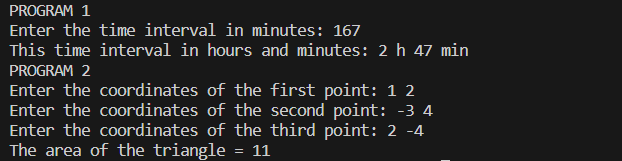 PROGRAM 1
Enter the time interval in minutes: 167
This time interval in hours and minutes: 2 h 47 min
PROGRAM 2
Enter the coordinates of the first point: 1 2
Enter the coordinates of the second point: -3 4
Enter the coordinates of the third point: 2 -4
The area of the triangle = 11